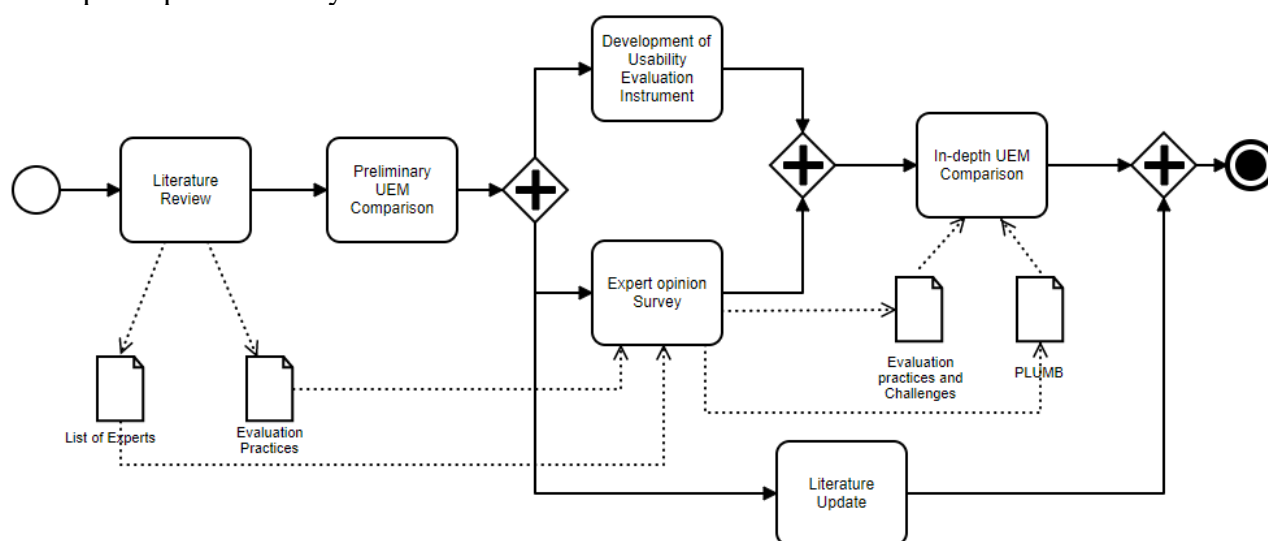 Development of
Usability
Evaluation
Instrument
Literature
Review
Preliminary
UEM
Comparison
In-depth UEM
Comparison
Expert opinion
Survey
List of Experts
Evaluation
Practices
Evaluation
practices and
Challenges
PLUMB
Literature
Update